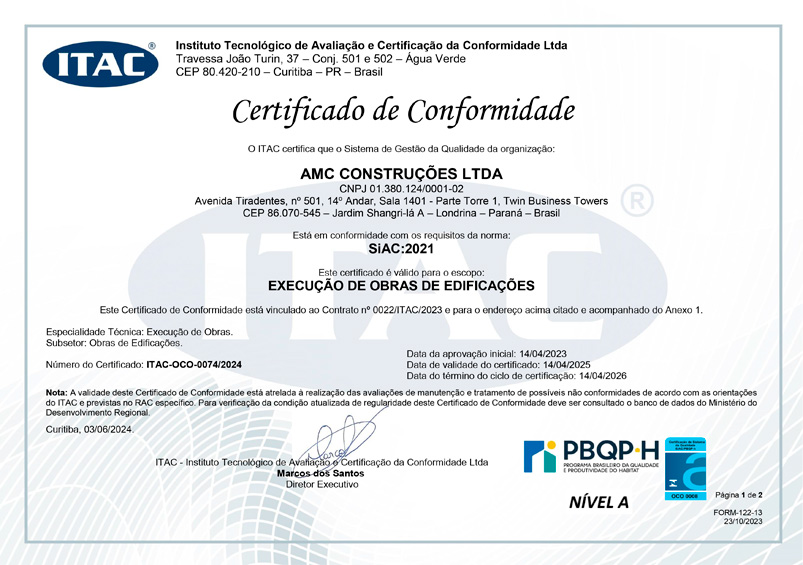 ITAC®
Instituto Tecnológico de Avaliação e Certificação da Conformidade Ltda
Travessa João Turin, 37 – Conj. 501 e 502 – Água Verde
CEP 80.420-210 – Curitiba – PR – Brasil
Certificado de Conformidade
O ITAC certifica que o Sistema de Gestão da Qualidade da organização:
AMC CONSTRUÇÕES LTDA
CNPJ 01.380.124/0001-02
Avenida Tiradentes, nº 501, 14º Andar, Sala 1401 - Parte Torre 1, Twin Business Towers
CEP 86.070-545 – Jardim Shangri-lá A – Londrina – Paraná – Brasil
Está em conformidade com os requisitos da norma:
SiAC:2021
Este certificado é válido para o escopo:
EXECUÇÃO DE OBRAS DE EDIFICAÇÕES
Este Certificado de Conformidade está vinculado ao Contrato nº 0022/ITAC/2023 e para o endereço acima citado e acompanhado do Anexo 1.
Especialidade Técnica: Execução de Obras.
Subsetor: Obras de Edificações.
Número do Certificado: ITAC-OCO-0074/2024
Data da aprovação inicial: 14/04/2023
Data de validade do certificado: 14/04/2025
Data do término do ciclo de certificação: 14/04/2026
Nota: A validade deste Certificado de Conformidade está atrelada à realização das avaliações de manutenção e tratamento de possíveis não conformidades de acordo com as orientações
do ITAC e previstas no RAC específico. Para verificação da condição atualizada de regularidade deste Certificado de Conformidade deve ser consultado o banco de dados do Ministério do
Desenvolvimento Regional.
Curitiba, 03/06/2024.
ITAC - Instituto Tecnológico de Avaliação e Certificação da Conformidade Ltda
Marcos dos Santos
Diretor Executivo
PBQP-H
PROGRAMA BRASILEIRO DA QUALIDADE
E PRODUTIVIDADE DO HABITAT
NÍVEL A
OCO 0008
Página 1 de 2
FORM-122-13
23/10/2023